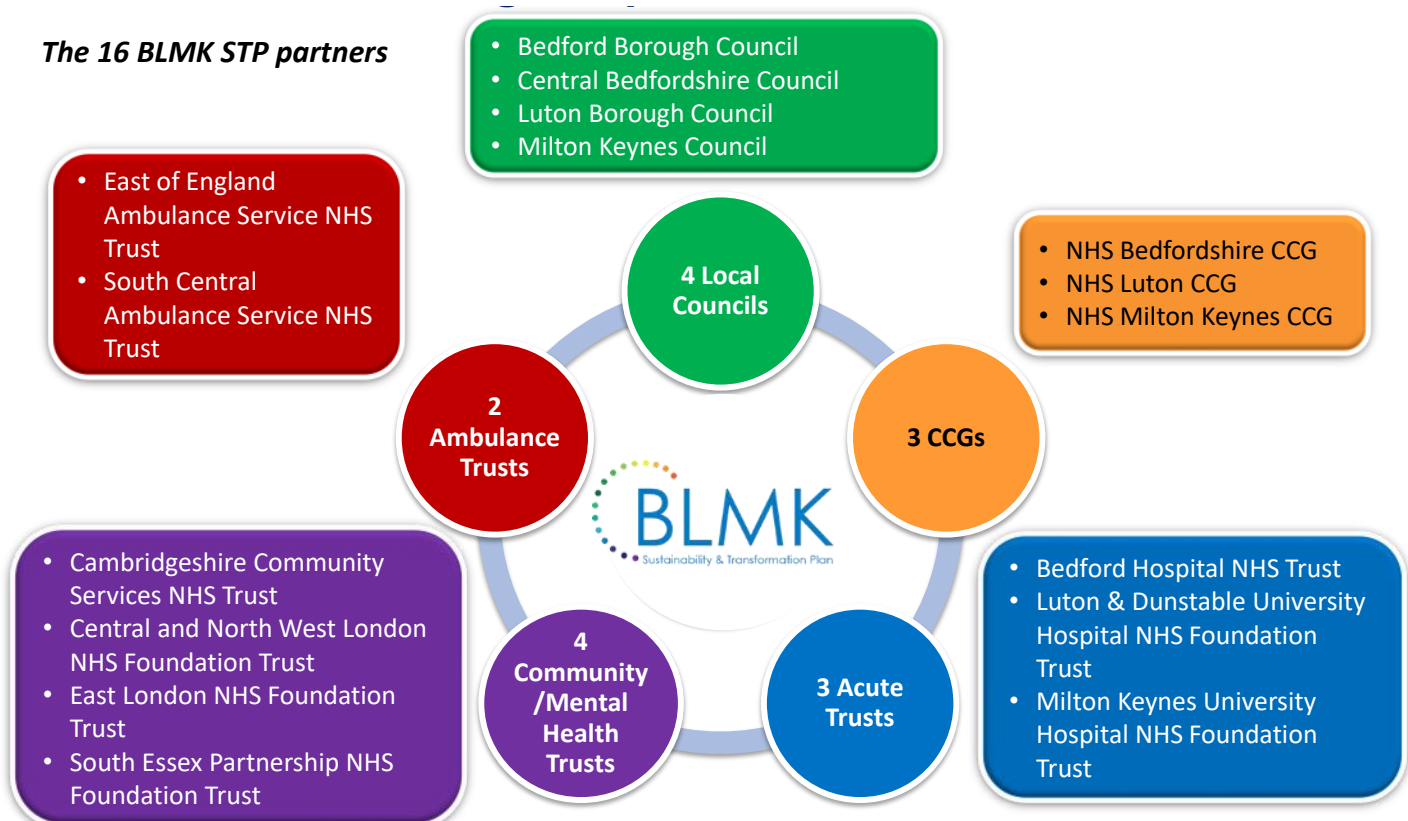 The 16 BLMK STP partners
• Bedford Borough Council
• Central Bedfordshire Council
• Luton Borough Council
• Milton Keynes Council
• East of England
Ambulance Service NHS
Trust
• South Central
Ambulance Service NHS
Trust
• NHS Bedfordshire CCG
• NHS Luton CCG
• NHS Milton Keynes CCG
4 Local
Councils
2
Ambulance
Trusts
3 CCGs
BLMK
Sustainability & Transformation Plan
• Cambridgeshire Community
Services NHS Trust
• Central and North West London
NHS Foundation Trust
• East London NHS Foundation
Trust
• South Essex Partnership NHS
Foundation Trust
4
Community
/Mental
Health
Trusts
3 Acute
Trusts
• Bedford Hospital NHS Trust
• Luton & Dunstable University
Hospital NHS Foundation
Trust
• Milton Keynes University
Hospital NHS Foundation
Trust